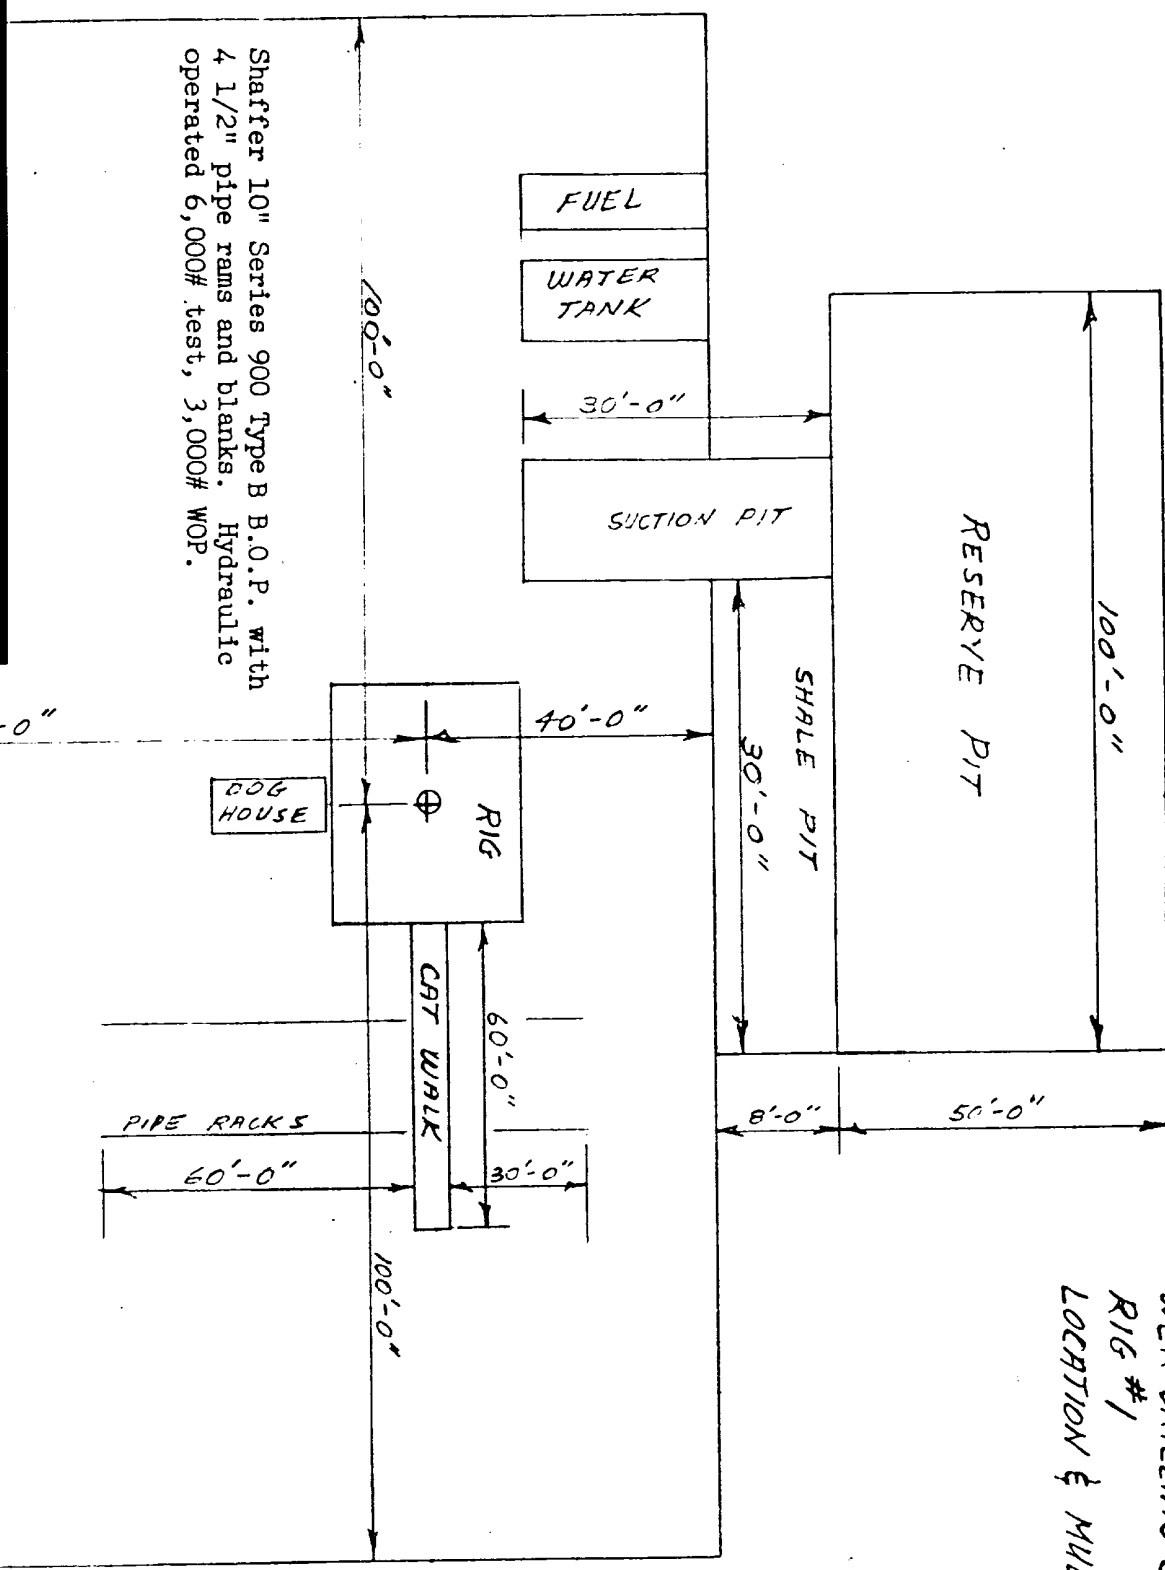 RIG #1
LOCATION &
100'-0"
RESERVE PIT
50'-0"
8'-0"
SHALE PIT
30'-0"
SUCTION PIT
30'-0"
FUEL
WATER
TANK
40'-0"
RIG
DOG
HOUSE
CAT WALK
60'-0"
30'-0"
60'-0"
PIPE RACKS
100'-0"
100'-0"
-0"
Shaffer 10" Series 900 Type B B.O.P. with
4 1/2" pipe rams and blanks. Hydraulic
operated 6,000# test, 3,000# WOP.